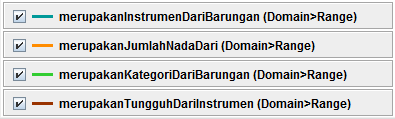 merupakanInstrumenDariBarungan (Domain>Range)
merupakanJumlahNadaDari (Domain>Range)
merupakanKategoriDariBarungan (Domain>Range)
merupakanTungguhDariInstrumen (Domain>Range)